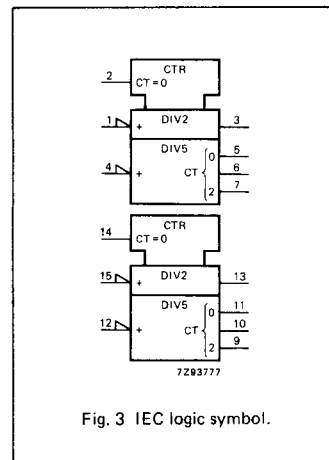 CTR
2 CT=0
1 + DIV2 3
DIV5
0 5
4 + CT 6
2 7
CTR
14 CT=0
15 + DIV2 13
DIV5
0 11
12 + CT 10
2 9
7Z93777
Fig. 3 IEC logic symbol.